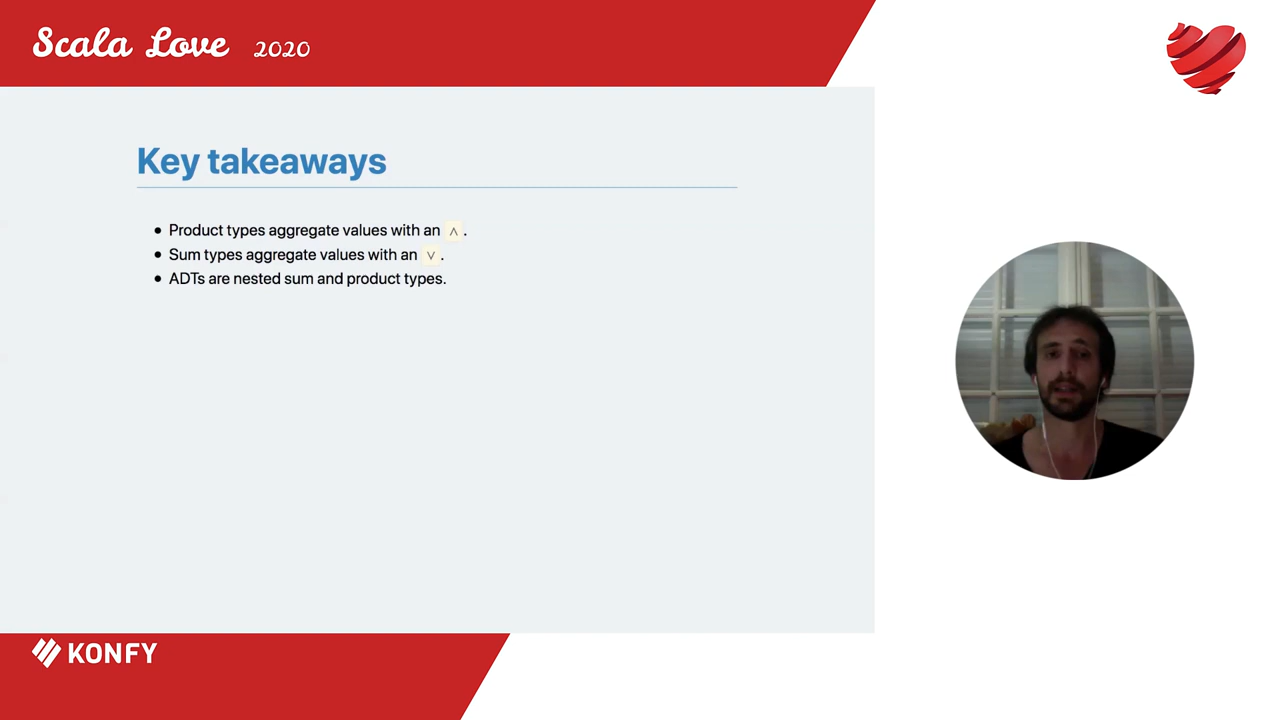 Scala Love 2020
Key takeaways
• Product types aggregate values with an ∧.
• Sum types aggregate values with an ∨.
• ADTs are nested sum and product types.
KONFY